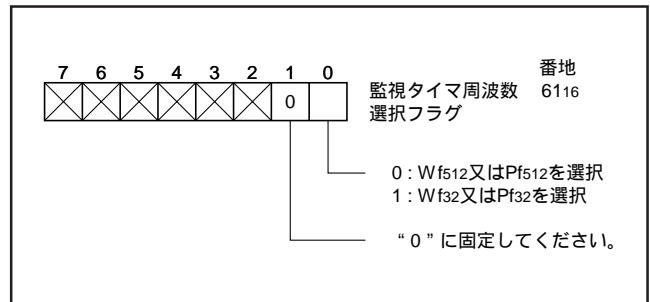 7 6 5 4 3 2 1 0
0
監視タイマ周波数
選択フラグ
番地
6116
0 : Wf512又はPf512を選択
1 : Wf32又はPf32を選択
“0”に固定してください。